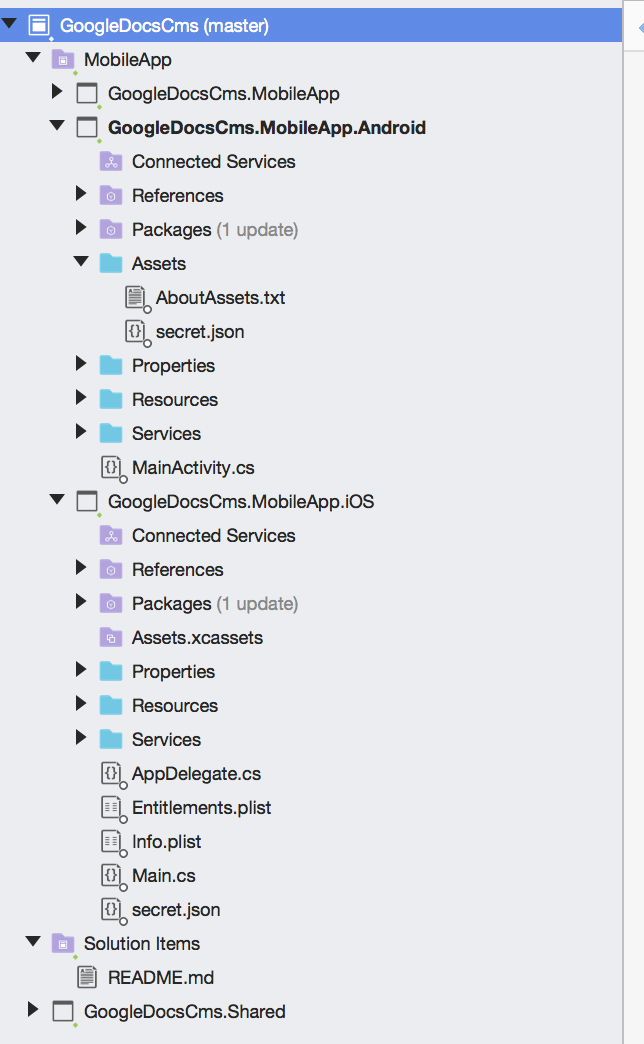 GoogleDocsCms (master)
MobileApp
GoogleDocsCms.MobileApp
GoogleDocsCms.MobileApp.Android
Connected Services
References
Packages (1 update)
Assets
AboutAssets.txt
secret.json
Properties
Resources
Services
MainActivity.cs
GoogleDocsCms.MobileApp.iOS
Connected Services
References
Packages (1 update)
Assets.xcassets
Properties
Resources
Services
AppDelegate.cs
Entitlements.plist
Info.plist
Main.cs
secret.json
Solution Items
README.md
GoogleDocsCms.Shared